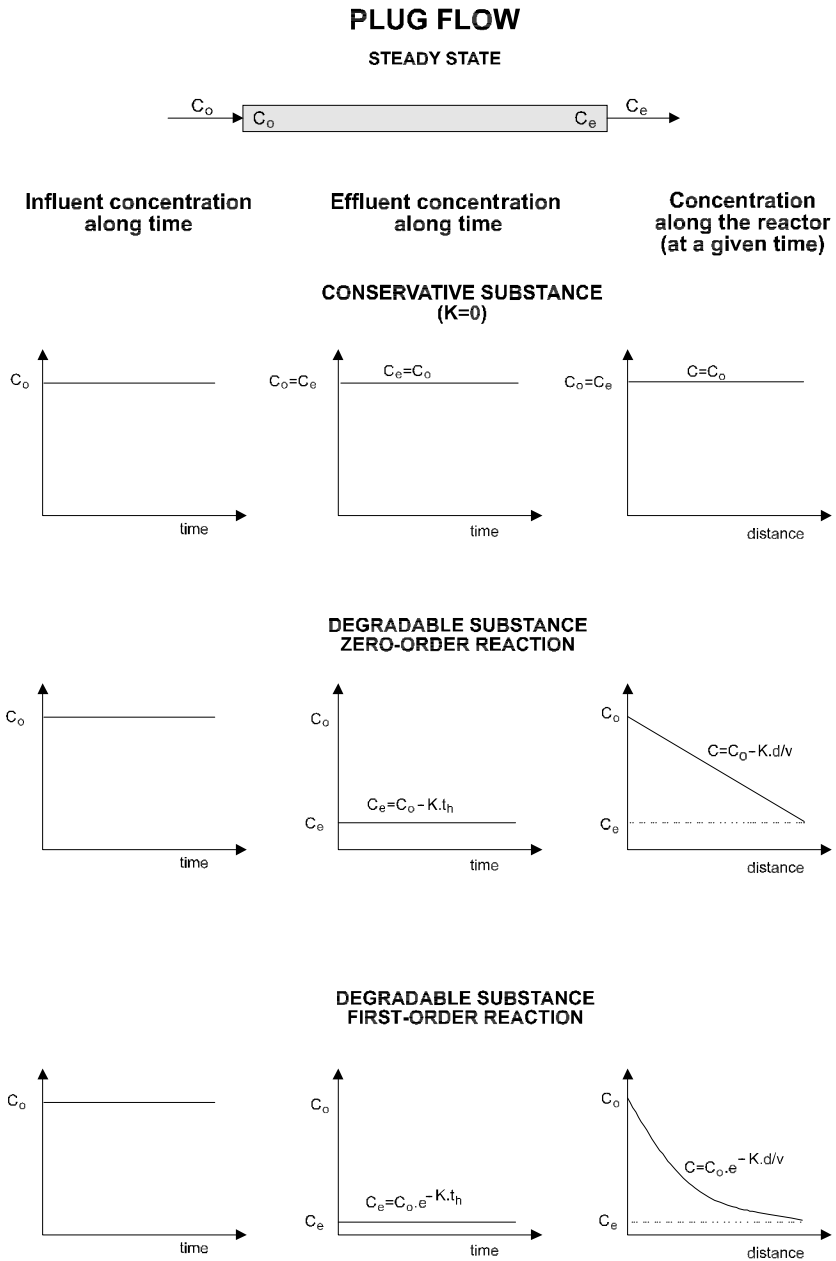 PLUG FLOW
STEADY STATE
Co
Co
Ce
Ce
Influent concentration
along time
Effluent concentration
along time
Concentration
along the reactor
(at a given time)
CONSERVATIVE SUBSTANCE
(K=0)
Co
time
Co=Ce
Ce=Co
time
Co=Ce
C=Co
distance
DEGRADABLE SUBSTANCE
ZERO-ORDER REACTION
Co
time
Co
Ce=Co–K.th
Ce
time
Co
C=Co–K.d/v
Ce
distance
DEGRADABLE SUBSTANCE
FIRST-ORDER REACTION
Co
time
Co
Ce=Co.e–K.th
Ce
time
Co
C=Co.e–K.d/v
Ce
distance